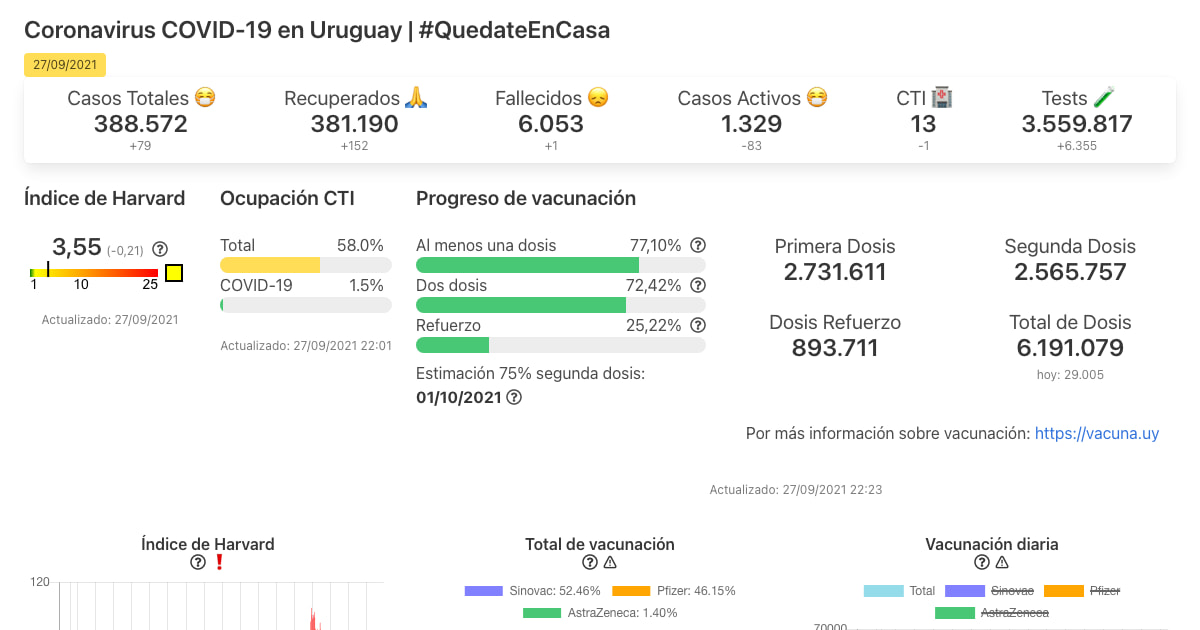 Coronavirus COVID-19 en Uruguay | #QuedateEnCasa
27/09/2021
Casos Totales 😷 Recuperados 🙏 Fallecidos 😞 Casos Activos 😷 CTI 🏥 Tests 🧪
388.572 381.190 6.053 1.329 13 3.559.817
+79 +152 +1 -83 -1 +6.355
Índice de Harvard
3,55 (-0,21)
1 10 25
Actualizado: 27/09/2021
Ocupación CTI
Total 58.0%
COVID-19 1.5%
Actualizado: 27/09/2021 22:01
Progreso de vacunación
Al menos una dosis 77,10%
Dos dosis 72,42%
Refuerzo 25,22%
Estimación 75% segunda dosis:
01/10/2021
Primera Dosis
2.731.611
Segunda Dosis
2.565.757
Dosis Refuerzo
893.711
Total de Dosis
6.191.079
hoy: 29.005
Por más información sobre vacunación: https://vacuna.uy
Actualizado: 27/09/2021 22:23
Índice de Harvard
❗
120
Total de vacunación
Sinovac: 52.46% Pfizer: 46.15%
AstraZeneca: 1.40%
Vacunación diaria
Total Sinovac Pfizer
AstraZeneca
70000